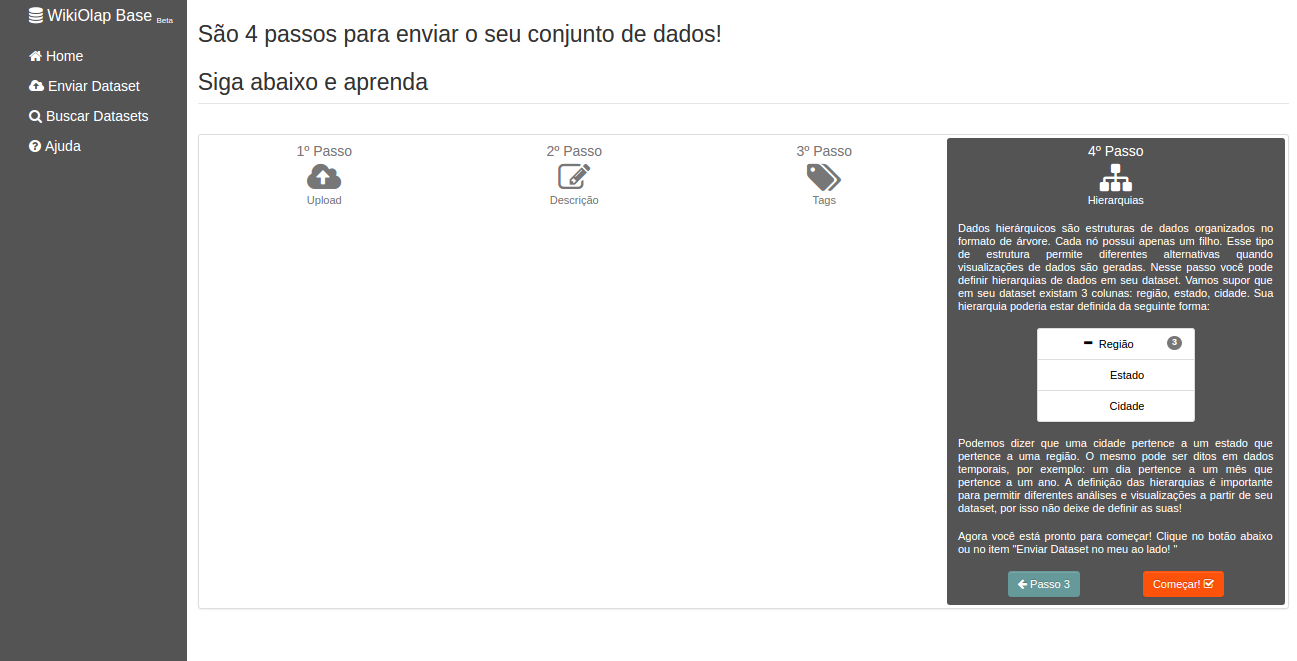 WikiOlap Base Beta
Home
Enviar Dataset
Buscar Datasets
Ajuda
São 4 passos para enviar o seu conjunto de dados!
Siga abaixo e aprenda
1º Passo
Upload
2º Passo
Descrição
3º Passo
Tags
4º Passo
Hierarquias
Dados hierárquicos são estruturas de dados organizados no
formato de árvore. Cada nó possui apenas um filho. Esse tipo
de estrutura permite diferentes alternativas quando
visualizações de dados são geradas. Nesse passo você pode
definir hierarquias de dados em seu dataset. Vamos supor que
em seu dataset existam 3 colunas: região, estado, cidade. Sua
hierarquia poderia estar definida da seguinte forma:
Região 3
Estado
Cidade
Podemos dizer que uma cidade pertence a um estado que
pertence a uma região. O mesmo pode ser ditos em dados
temporais, por exemplo: um dia pertence a um mês que
pertence a um ano. A definição das hierarquias é importante
para permitir diferentes análises e visualizações a partir de seu
dataset, por isso não deixe de definir as suas!
Agora você está pronto para começar! Clique no botão abaixo
ou no item "Enviar Dataset no meu ao lado! "
Passo 3
Começar!